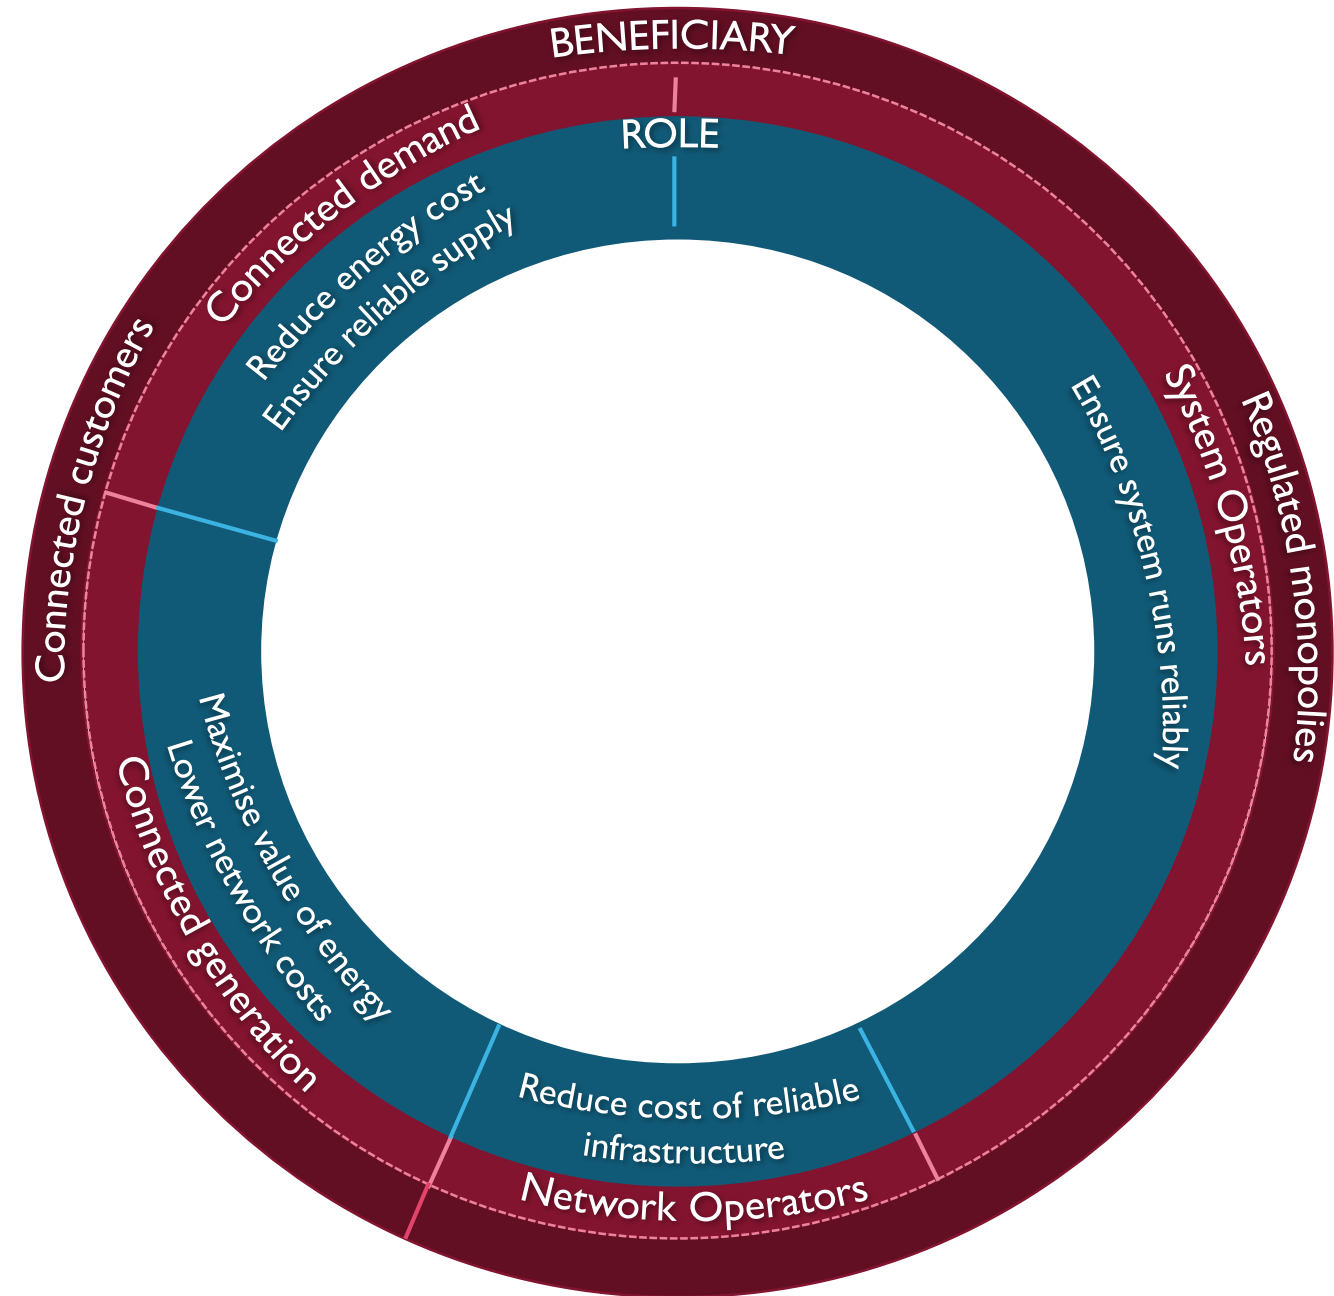 BENEFICIARY
ROLE
Connected customers
Connected demand
Reduce energy cost
Ensure reliable supply
Regulated monopolies
System Operators
Ensure system runs reliably
Maximise value of energy
Lower network costs
Connected generation
Reduce cost of reliable
infrastructure
Network Operators